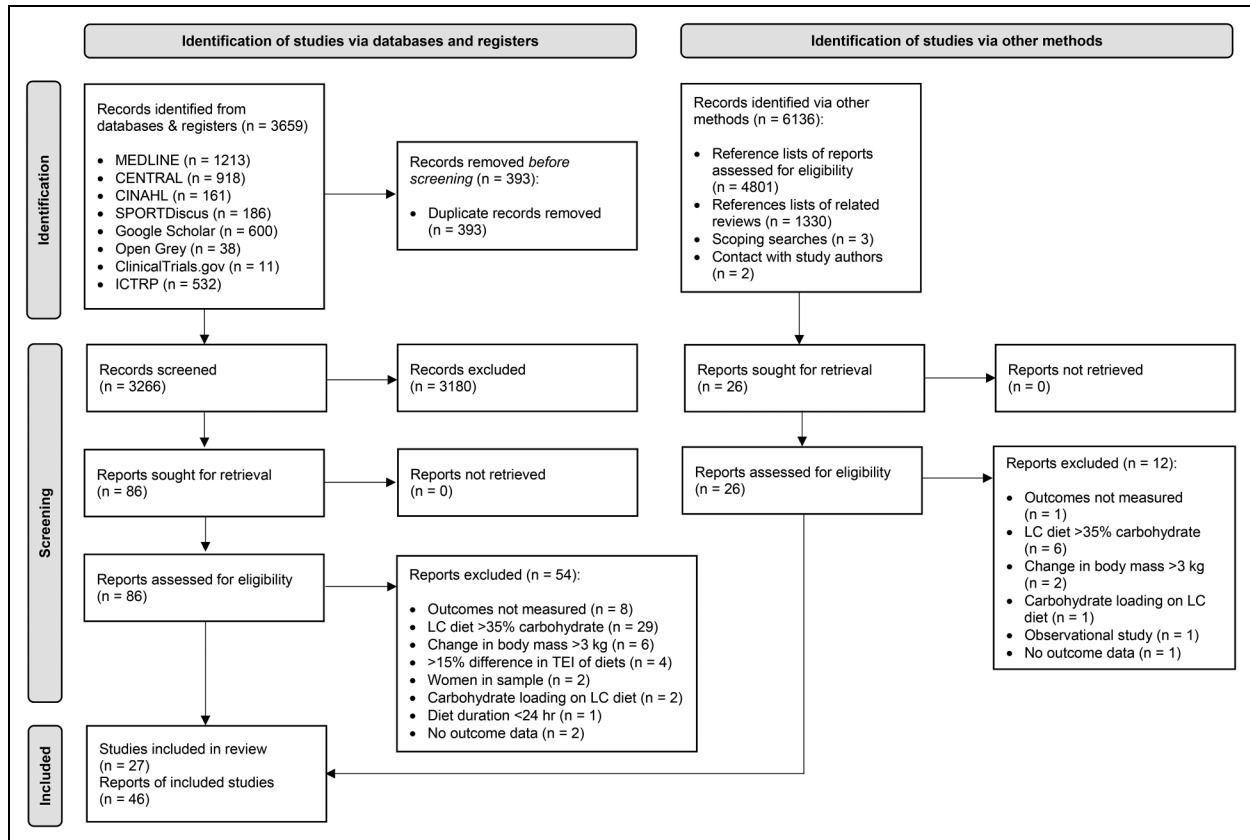 Identification of studies via databases and registers
Identification of studies via other methods
Identification
Records identified from
databases & registers (n = 3659)
• MEDLINE (n = 1213)
• CENTRAL (n = 918)
• CINAHL (n = 161)
• SPORTDiscus (n = 186)
• Google Scholar (n = 600)
• Open Grey (n = 38)
• ClinicalTrials.gov (n = 11)
• ICTRP (n = 532)
Records removed before
screening (n = 393):
• Duplicate records removed
(n = 393)
Records identified via other
methods (n = 6136):
• Reference lists of reports
assessed for eligibility
(n = 4801)
• References lists of related
reviews (n = 1330)
• Scoping searches (n = 3)
• Contact with study authors
(n = 2)
Screening
Records screened
(n = 3266)
Records excluded
(n = 3180)
Reports sought for retrieval
(n = 26)
Reports not retrieved
(n = 0)
Reports sought for retrieval
(n = 86)
Reports not retrieved
(n = 0)
Reports assessed for eligibility
(n = 26)
Reports excluded (n = 12):
• Outcomes not measured
(n = 1)
• LC diet >35% carbohydrate
(n = 6)
• Change in body mass >3 kg
(n = 2)
• Carbohydrate loading on LC
diet (n = 1)
• Observational study (n = 1)
• No outcome data (n = 1)
Reports assessed for eligibility
(n = 86)
Reports excluded (n = 54):
• Outcomes not measured (n = 8)
• LC diet >35% carbohydrate (n = 29)
• Change in body mass >3 kg (n = 6)
• >15% difference in TEI of diets (n = 4)
• Women in sample (n = 2)
• Carbohydrate loading on LC diet (n = 2)
• Diet duration <24 hr (n = 1)
• No outcome data (n = 2)
Included
Studies included in review
(n = 27)
Reports of included studies
(n = 46)